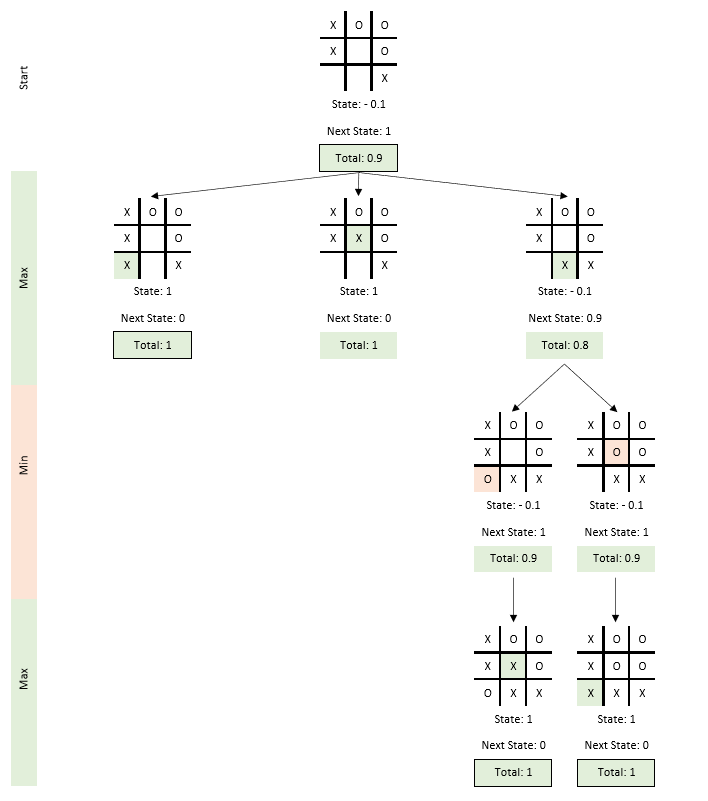 Start
X O O
X O
X
State: - 0.1
Next State: 1
Total: 0.9
Max
X O O
X O
X X
State: 1
Next State: 0
Total: 1
X O O
X X O
X
State: 1
Next State: 0
Total: 1
X O O
X O
X X
State: - 0.1
Next State: 0.9
Total: 0.8
Min
X O O
X O
O X X
State: - 0.1
Next State: 1
Total: 0.9
X O O
X O O
X X
State: - 0.1
Next State: 1
Total: 0.9
Max
X O O
X X O
O X X
State: 1
Next State: 0
Total: 1
X O O
X O O
X X X
State: 1
Next State: 0
Total: 1